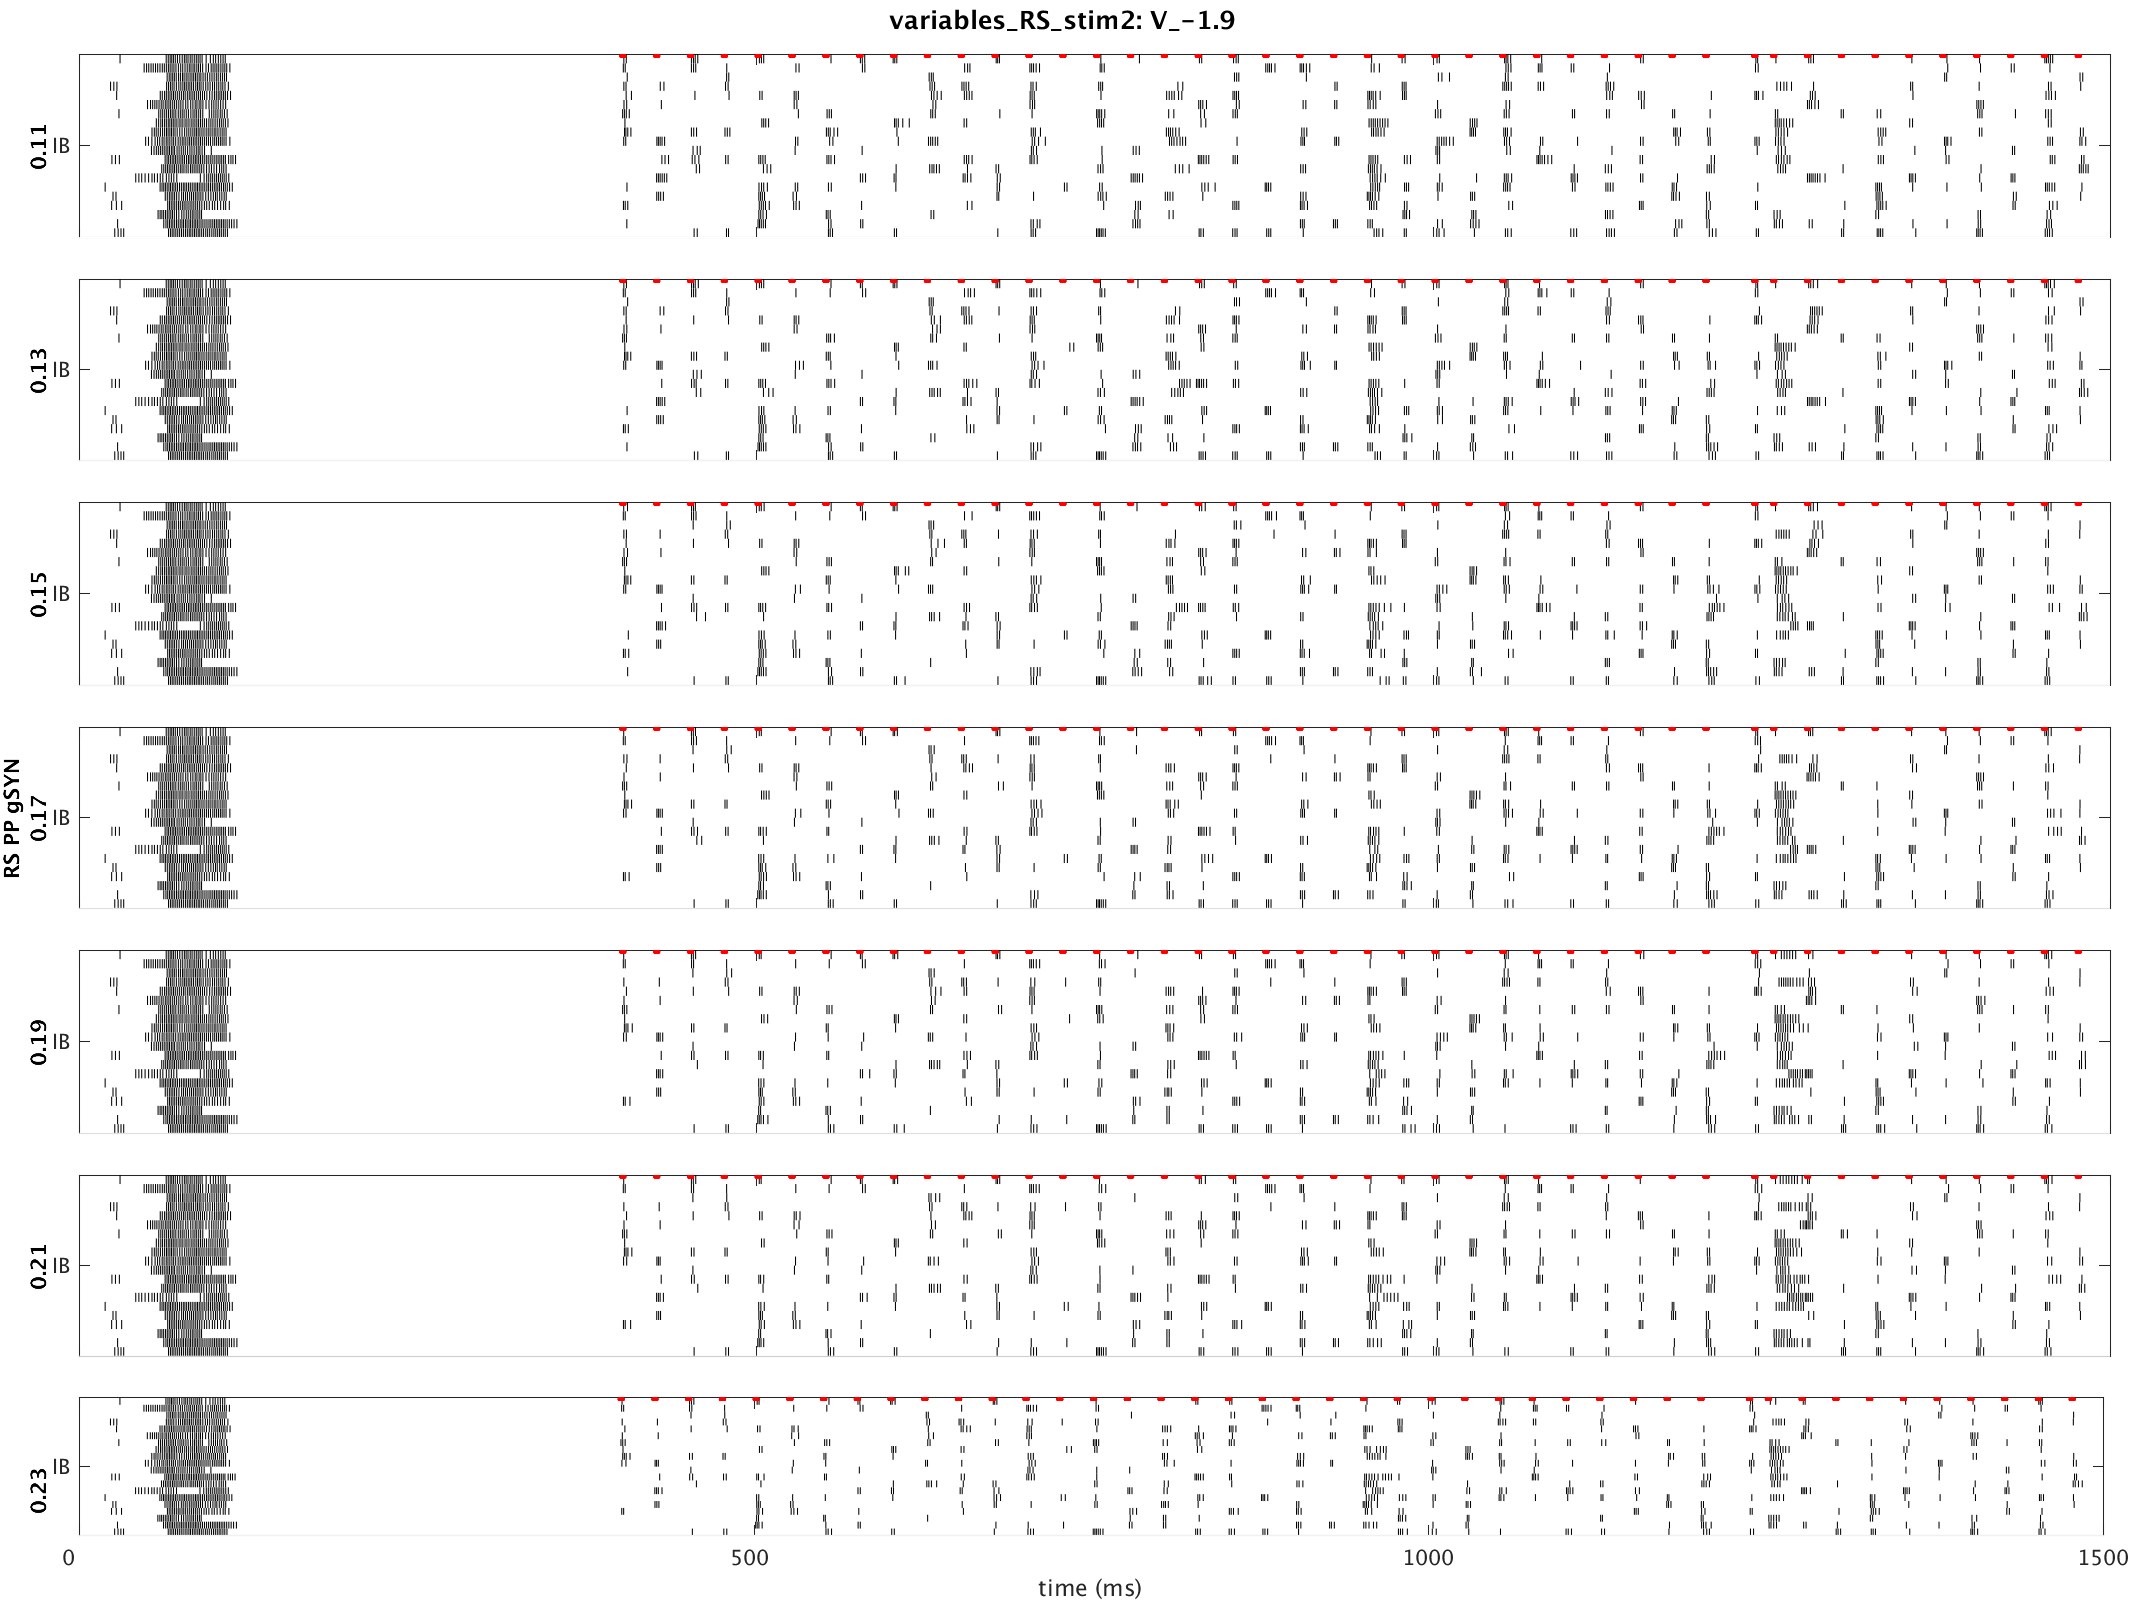 variables_RS_stim2: V_-1.9
0.11
IB
0.13
IB
0.15
IB
RS PP gSYN
0.17
IB
0.19
IB
0.21
IB
0.23
IB
0 500 1000 1500
time (ms)